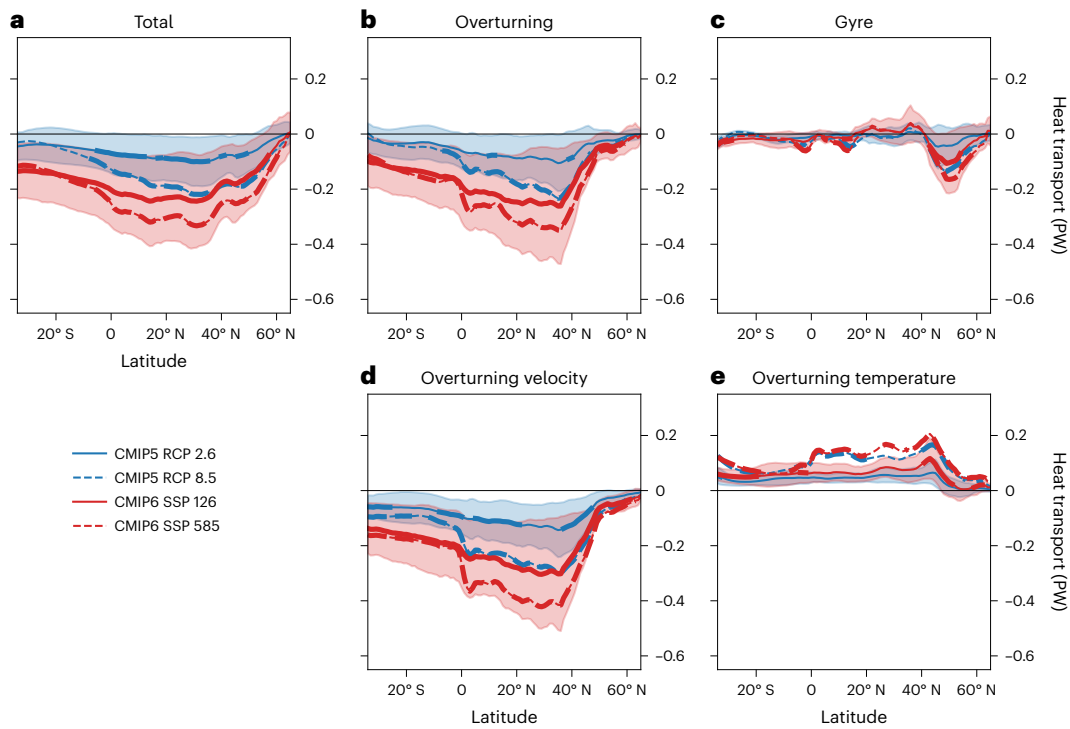 a
Total
b
Overturning
c
Gyre
0.2
0
–0.2
–0.4
–0.6
20° S
0
20° N
40° N
60° N
Latitude
0.2
0
–0.2
–0.4
–0.6
20° S
0
20° N
40° N
60° N
0.2
0
–0.2
–0.4
–0.6
20° S
0
20° N
40° N
60° N
Heat transport (PW)
d
Overturning velocity
e
Overturning temperature
CMIP5 RCP 2.6
CMIP5 RCP 8.5
CMIP6 SSP 126
CMIP6 SSP 585
0.2
0
–0.2
–0.4
–0.6
20° S
0
20° N
40° N
60° N
Latitude
0.2
0
–0.2
–0.4
–0.6
20° S
0
20° N
40° N
60° N
Latitude
Heat transport (PW)